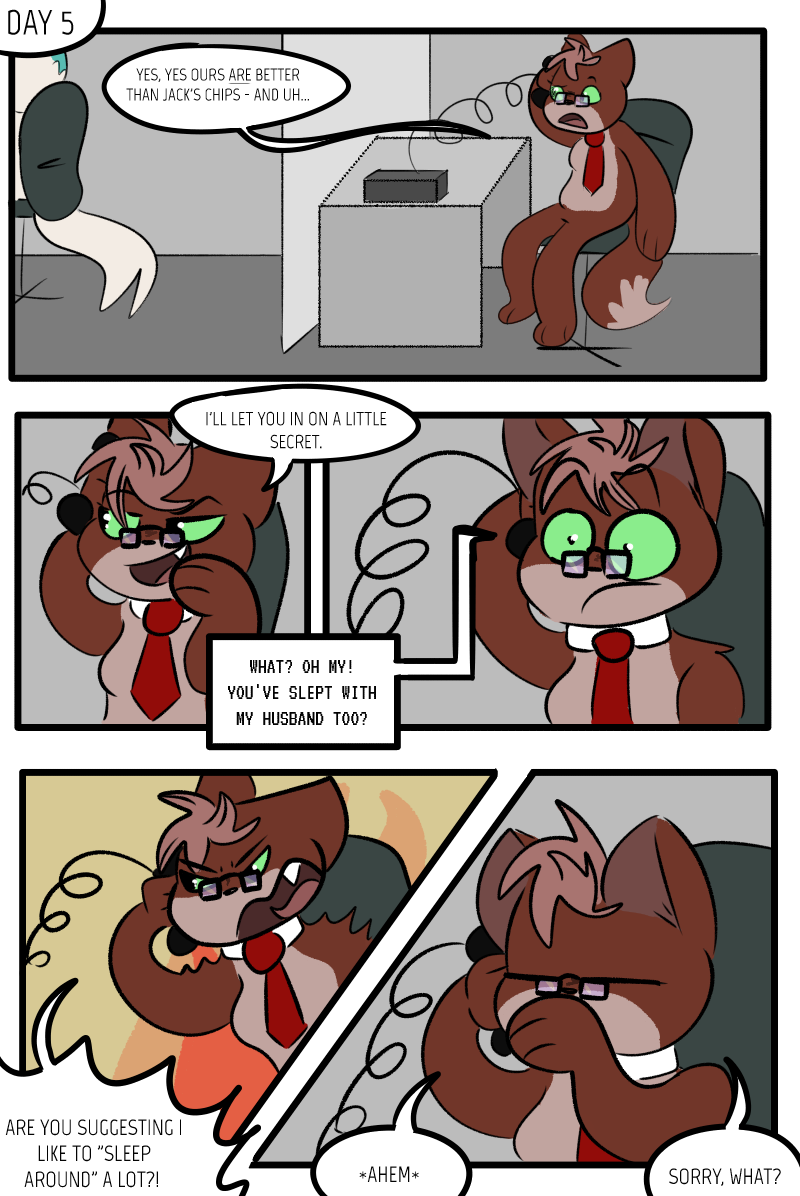 DAY 5
YES, YES OURS ARE BETTER
THAN JACK'S CHIPS - AND UH...
I'LL LET YOU IN ON A LITTLE
SECRET.
WHAT? OH MY!
YOU'VE SLEPT WITH
MY HUSBAND TOO?
ARE YOU SUGGESTING I
LIKE TO "SLEEP
AROUND" A LOT?!
*AHEM*
SORRY, WHAT?